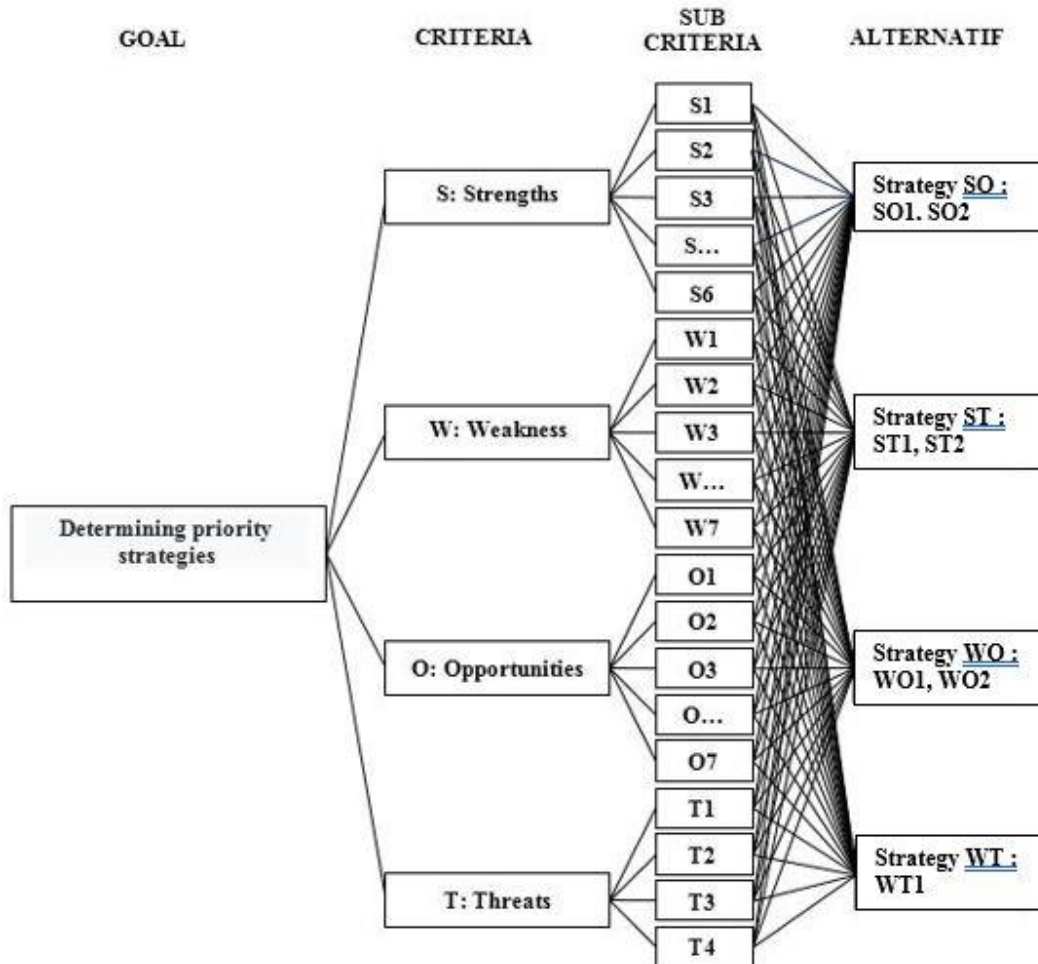 GOAL
CRITERIA
SUB
CRITERIA
ALTERNATIF
Determining priority
strategies
S: Strengths
W: Weakness
O: Opportunities
T: Threats
S1
S2
S3
S...
S6
W1
W2
W3
W...
W7
O1
O2
O3
O...
O7
T1
T2
T3
T4
Strategy SO :
SO1. SO2
Strategy ST :
ST1, ST2
Strategy WO :
WO1, WO2
Strategy WT :
WT1